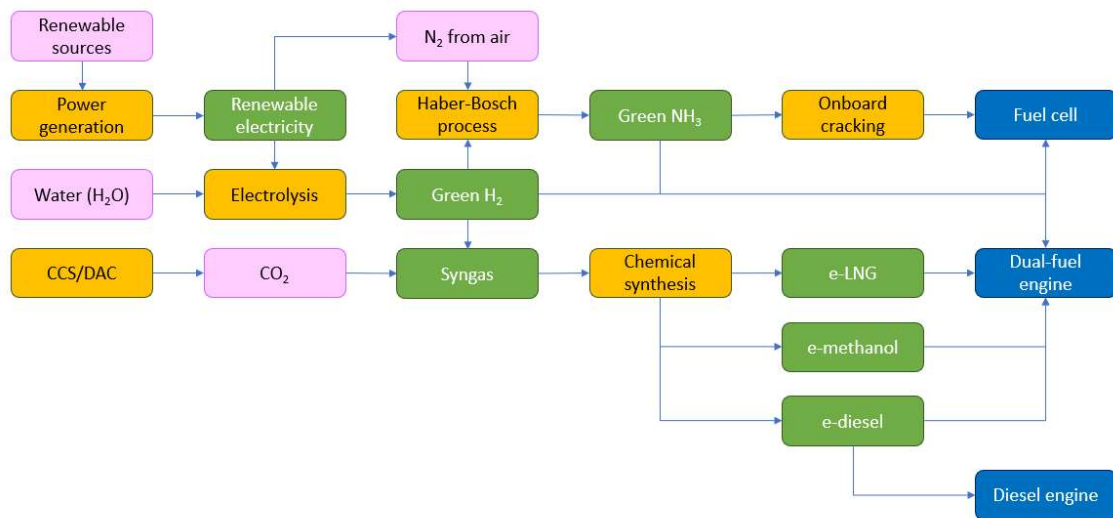 Renewable
sources
N₂ from air
Power
generation
Renewable
electricity
Haber-Bosch
process
Green NH₃
Onboard
cracking
Fuel cell
Water (H₂O)
Electrolysis
Green H₂
CCS/DAC
CO₂
Syngas
Chemical
synthesis
e-LNG
Dual-fuel
engine
e-methanol
e-diesel
Diesel engine